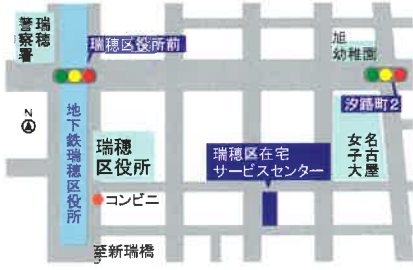 瑞穂
警察署
瑞穂区役所前
旭
幼稚園
汐路町2
N
地下鉄瑞穂区役所
瑞穂
区役所
瑞穂区在宅
サービスセンター
名古屋
女子大
コンビニ
至新瑞橋